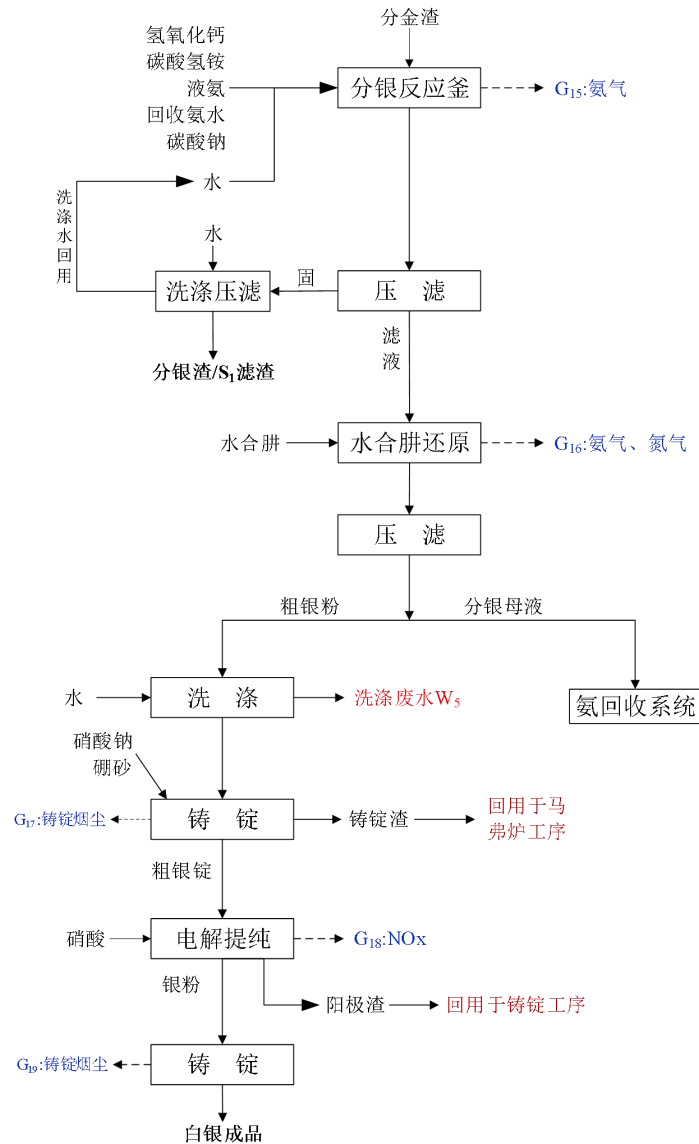 分金渣
氢氧化钙
碳酸氢铵
液氨
回收氨水
碳酸钠
分银反应釜
G15:氨气
水
洗涤水回用
水
洗涤压滤
固
压 滤
滤液
分银渣/S1滤渣
水合肼
水合肼还原
G16:氨气、氮气
压 滤
粗银粉
分银母液
水
洗 涤
洗涤废水W5
氨回收系统
硝酸钠
硼砂
G17:铸锭烟尘
铸 锭
铸锭渣
回用于马
弗炉工序
粗银锭
硝酸
电解提纯
G18:NOx
银粉
阳极渣
回用于铸锭工序
G19:铸锭烟尘
铸 锭
白银成品